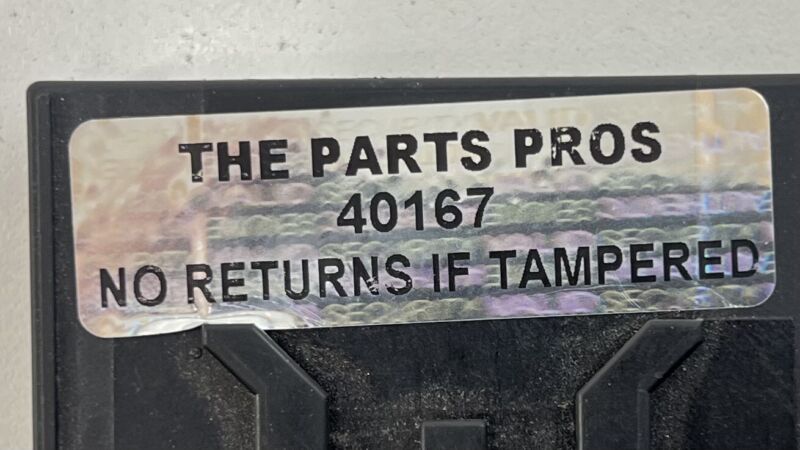 THE PARTS PROS
40167
NO RETURNS IF TAMPERED